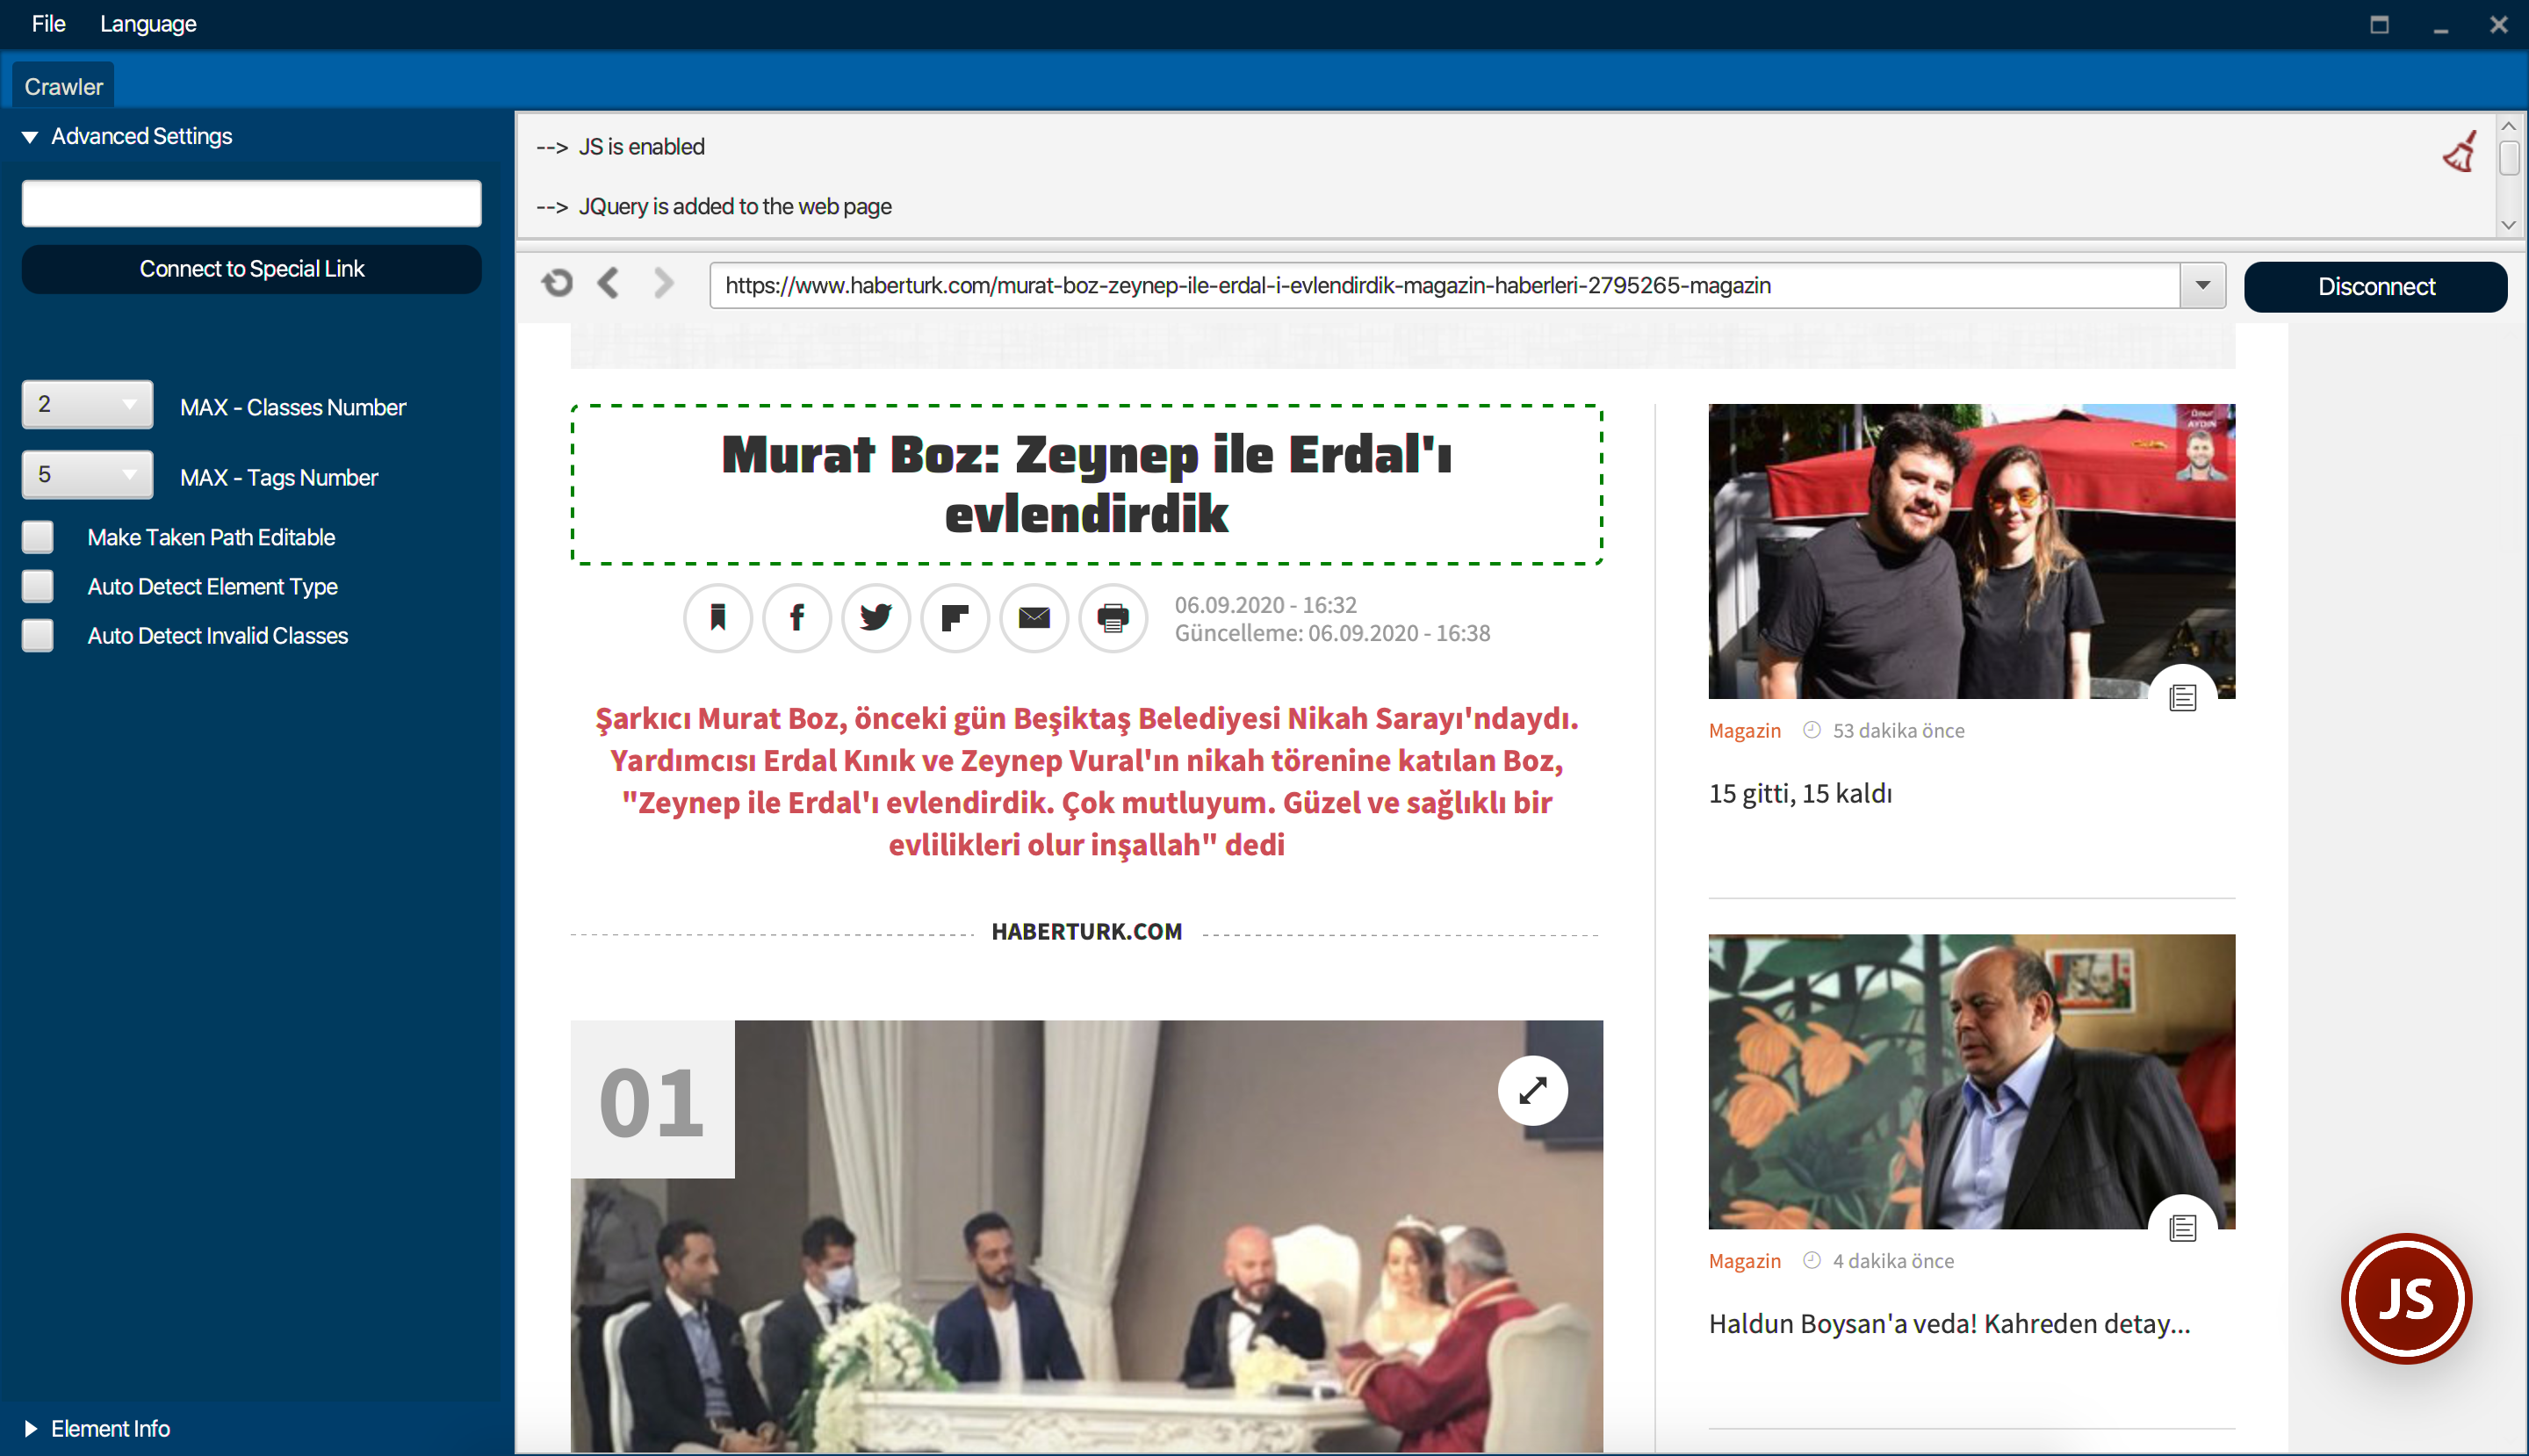 File
Language
Crawler
Advanced Settings
Connect to Special Link
2
MAX - Classes Number
5
MAX - Tags Number
Make Taken Path Editable
Auto Detect Element Type
Auto Detect Invalid Classes
Element Info
--> JS is enabled
--> JQuery is added to the web page
https://www.haberturk.com/murat-boz-zeynep-ile-erdal-i-evlendirdik-magazin-haberleri-2795265-magazin
Disconnect
Murat Boz: Zeynep ile Erdal'ı
evlendirdik
06.09.2020 - 16:32
Güncelleme: 06.09.2020 - 16:38
Şarkıcı Murat Boz, önceki gün Beşiktaş Belediyesi Nikah Sarayı'ndaydı.
Yardımcısı Erdal Kınık ve Zeynep Vural'ın nikah törenine katılan Boz,
"Zeynep ile Erdal'ı evlendirdik. Çok mutluyum. Güzel ve sağlıklı bir
evlilikleri olur inşallah" dedi
HABERTURK.COM
01
AYDIN
Magazin
53 dakika önce
15 gitti, 15 kaldı
Magazin
4 dakika önce
Haldun Boysan'a veda! Kahreden detay...
JS